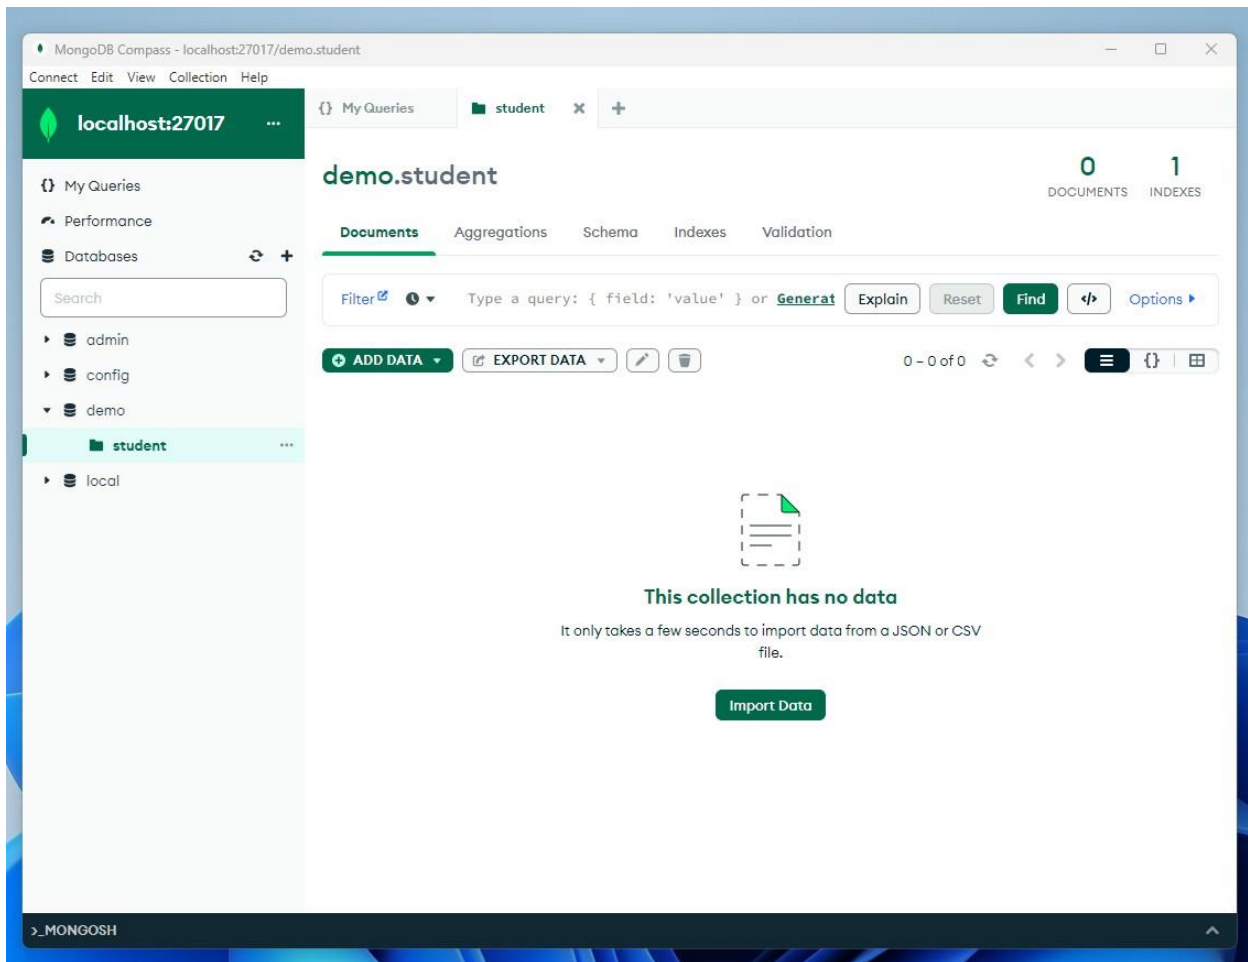 MongoDB Compass - localhost:27017/demo.student
Connect Edit View Collection Help
localhost:27017 ...
{} My Queries
Performance
Databases
Search
admin
config
demo
student ...
local
{} My Queries student
demo.student
0 DOCUMENTS
1 INDEXES
Documents Aggregations Schema Indexes Validation
Filter Type a query: { field: 'value' } or Generat Explain Reset Find </> Options
ADD DATA EXPORT DATA 0 – 0 of 0 {}
This collection has no data
It only takes a few seconds to import data from a JSON or CSV
file.
Import Data
>_MONGOSH